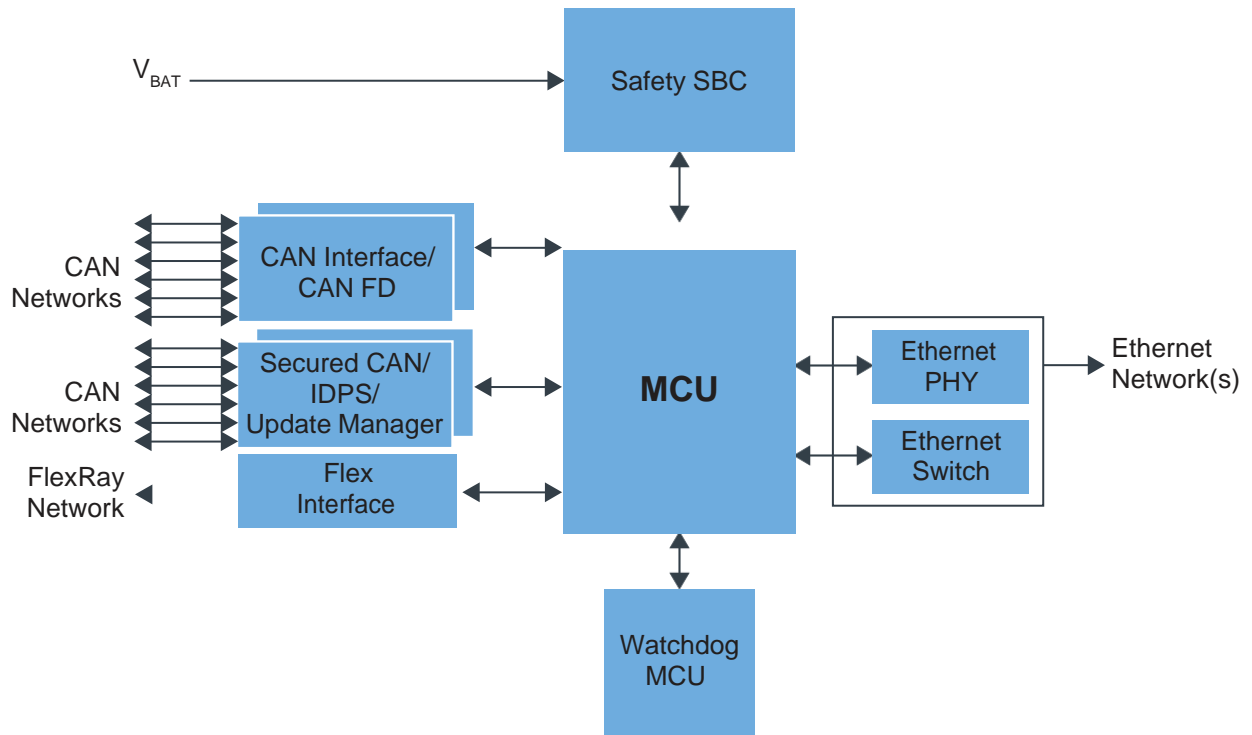 V_BAT
Safety SBC
CAN
Networks
CAN Interface/
CAN FD
CAN
Networks
Secured CAN/
IDPS/
Update Manager
FlexRay
Network
Flex
Interface
MCU
Ethernet
PHY
Ethernet
Switch
Ethernet
Network(s)
Watchdog
MCU